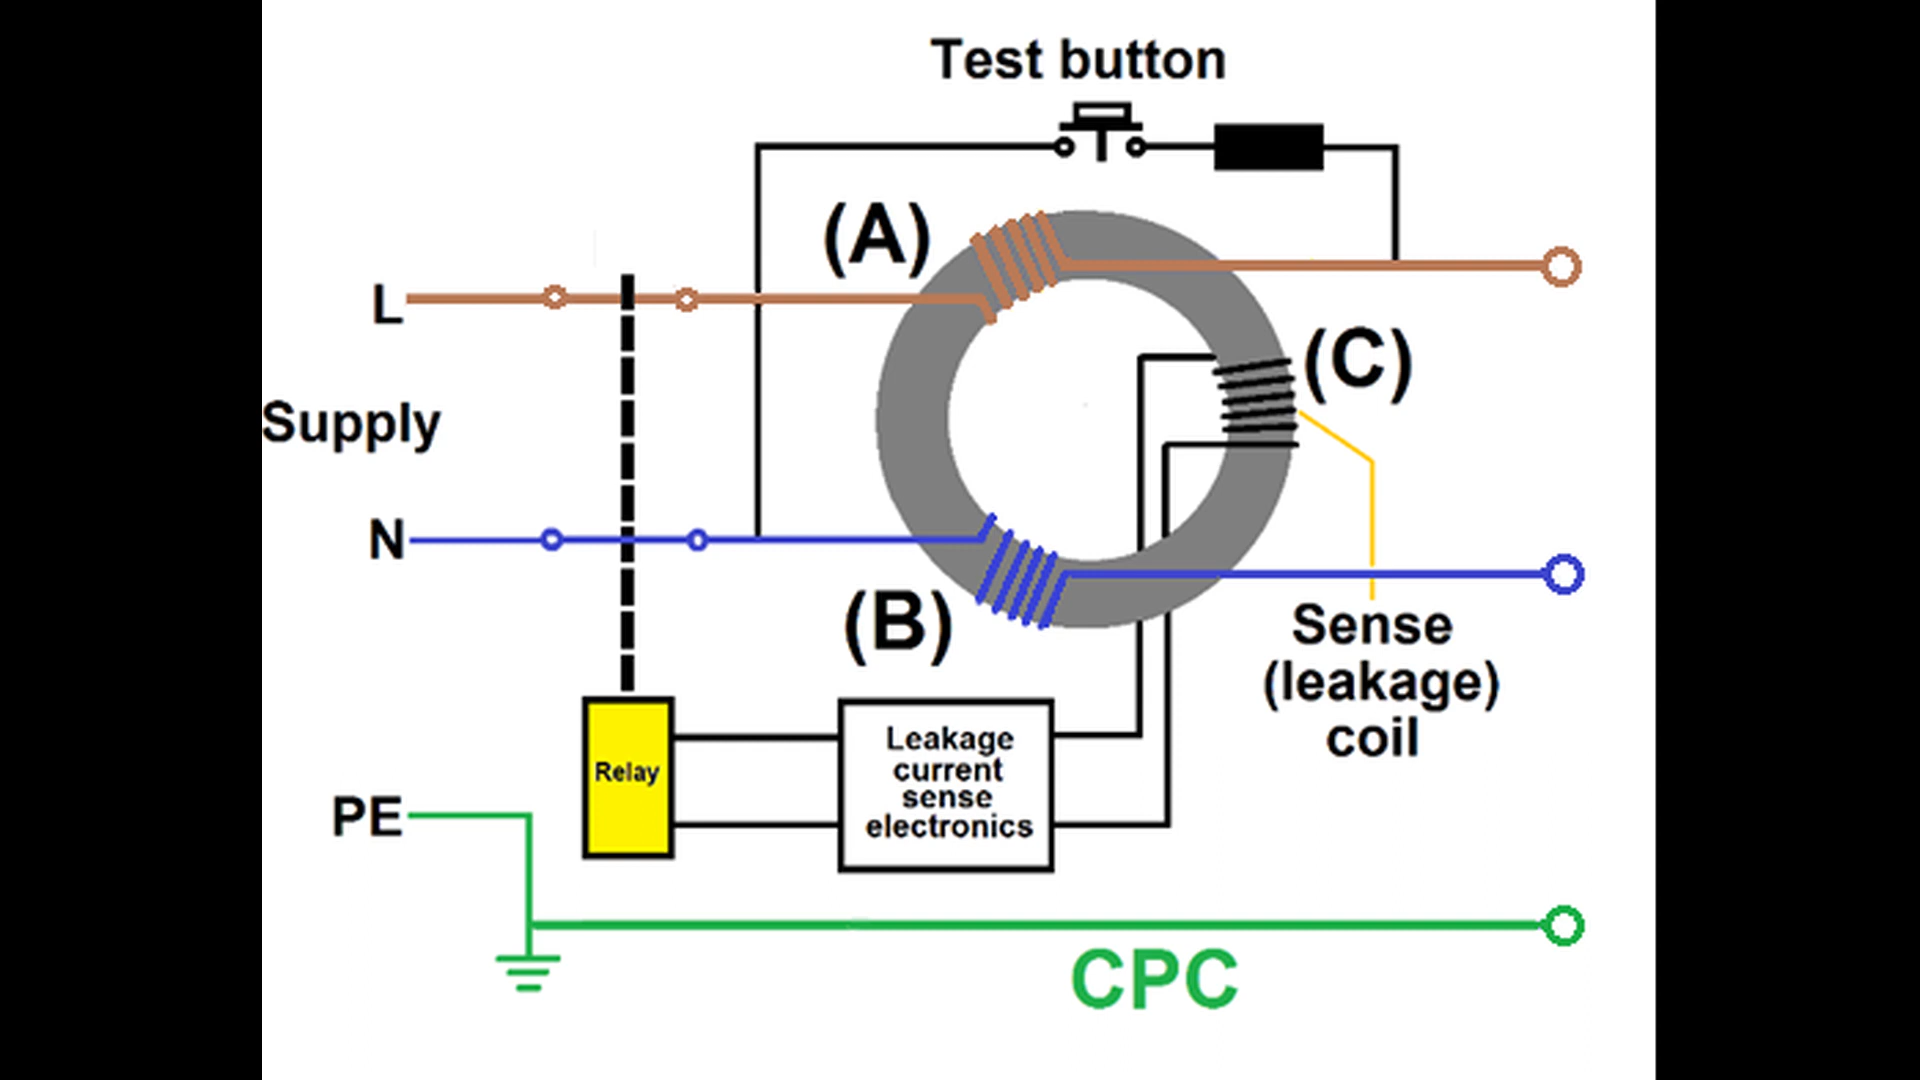 Test button
(A)
L
(C)
Supply
N
(B)
Sense
(leakage)
coil
Leakage
current
sense
electronics
Relay
PE
CPC